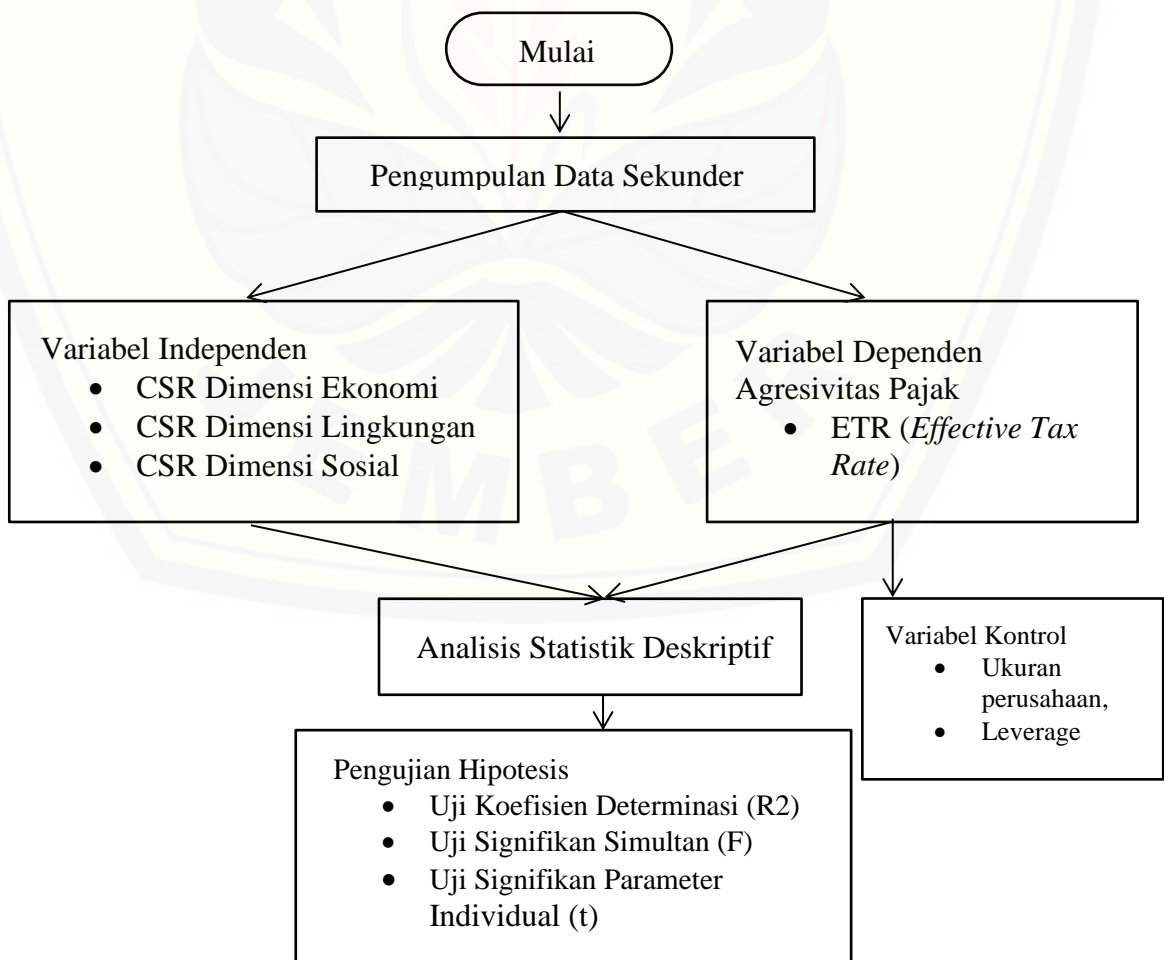 Mulai
Pengumpulan Data Sekunder
Variabel Independen
• CSR Dimensi Ekonomi
• CSR Dimensi Lingkungan
• CSR Dimensi Sosial
Variabel Dependen
Agresivitas Pajak
• ETR (Effective Tax
Rate)
Analisis Statistik Deskriptif
Variabel Kontrol
• Ukuran
perusahaan,
• Leverage
Pengujian Hipotesis
• Uji Koefisien Determinasi (R2)
• Uji Signifikan Simultan (F)
• Uji Signifikan Parameter
Individual (t)
JEMBER